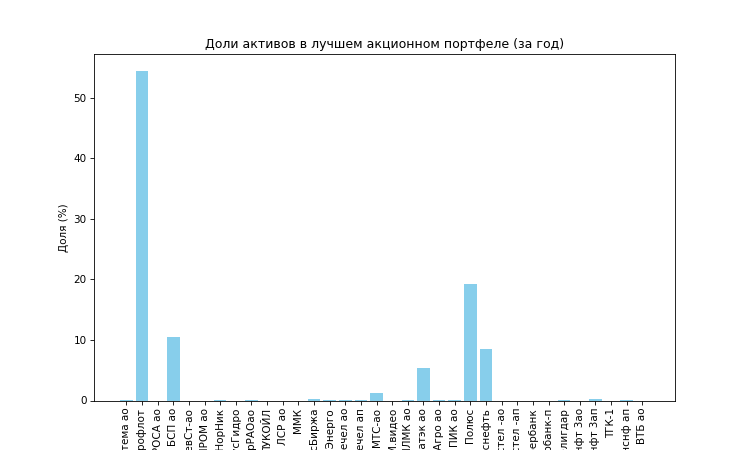 Доли активов в лучшем акционном портфеле (за год)
Доля (%)
50
40
30
20
10
0
тема ао
рофлот
РОСА ао
БСП ао
евСт-ао
ПРОМ ао
НорНик
сГидро
рРАОао
ЛУКОЙЛ
ЛСР ао
ММК
сБиржа
Энерго
ечел ао
ечел ап
МТС-ао
М.видео
ЛМК ао
атэк ао
Агро ао
ПИК ао
Полюс
снефть
стел -ао
стел -ап
ербанк
рбанк-п
лигдар
нфт 3ао
нфт 3ап
ТГК-1
нснф ап
ВТБ ао